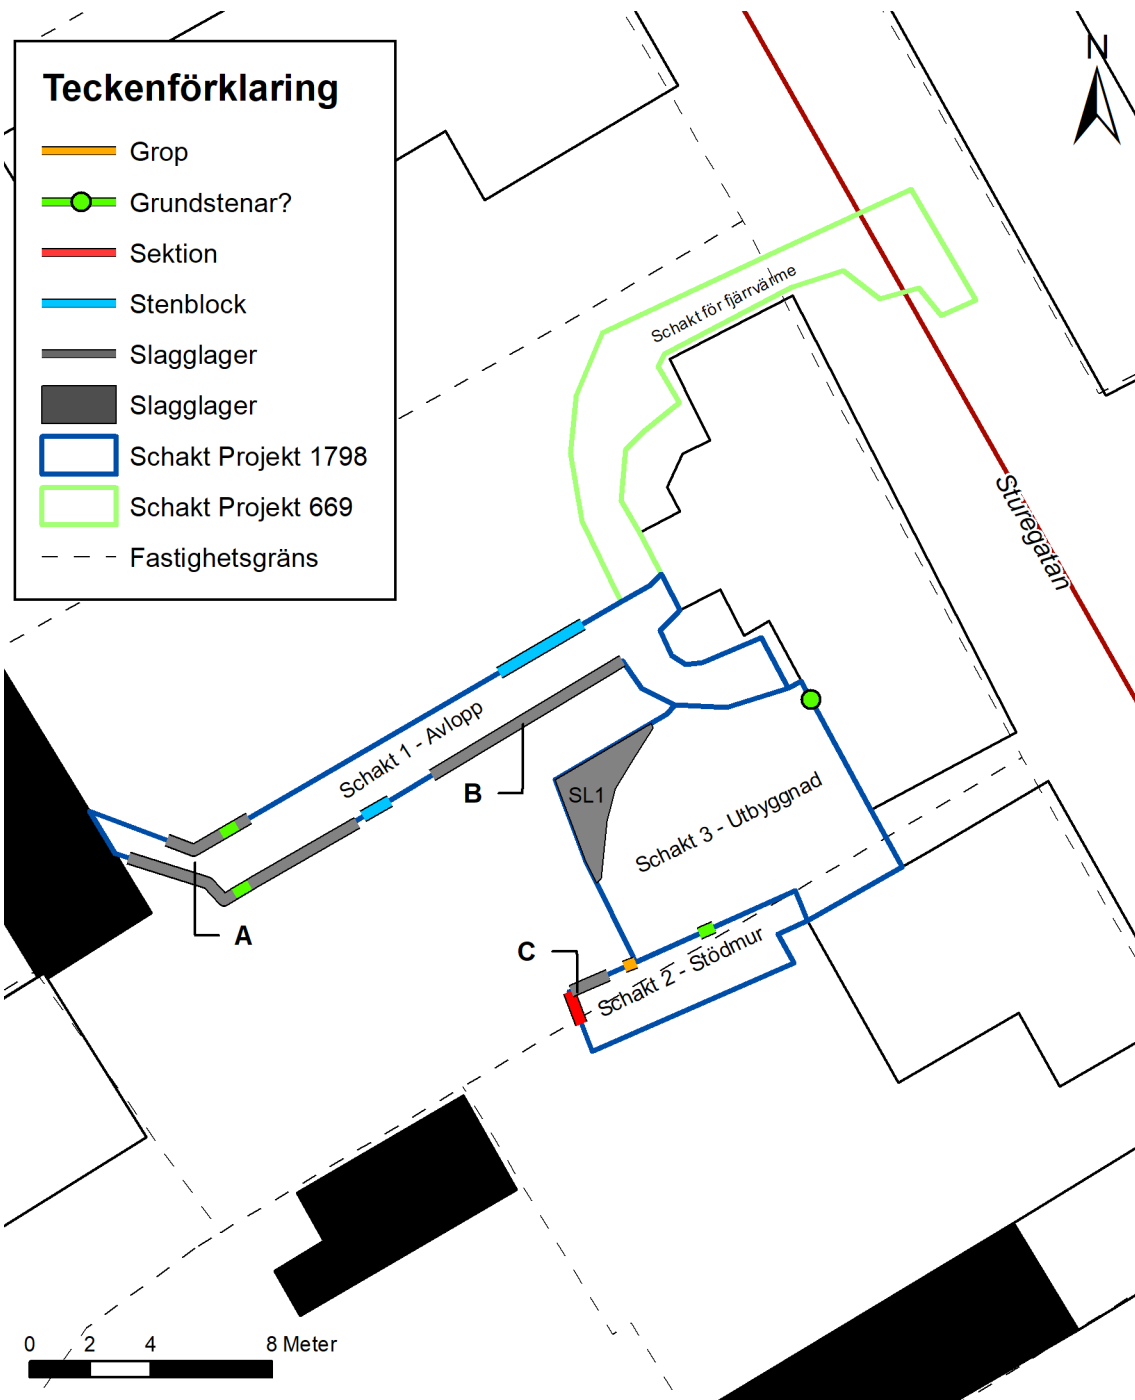 N
Teckenförklaring
Grop
Grundstenar?
Sektion
Stenblock
Slagglager
Slagglager
Schakt Projekt 1798
Schakt Projekt 669
Fastighetsgräns
Schakt för fjärrvärme
Sturegatan
Schakt 1 - Avlopp
B
SL1
Schakt 3 - Utbyggnad
A
C
Schakt 2 - Stödmur
0 2 4 8 Meter